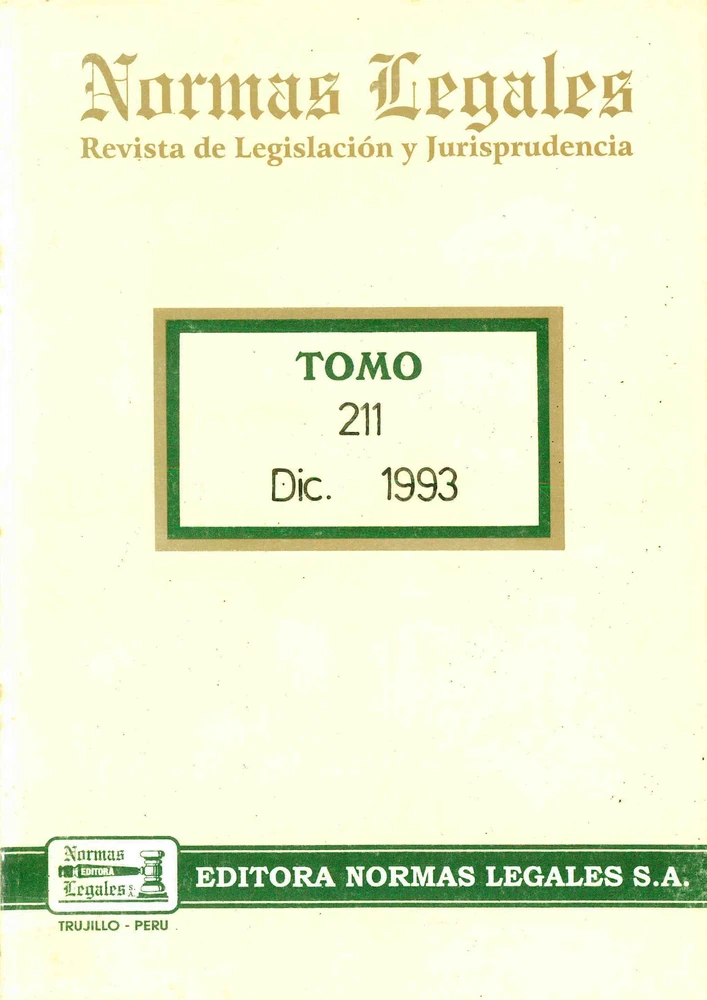 Normas Legales
Revista de Legislación y Jurisprudencia
TOMO
211
Dic. 1993
Normas
EDITORA
Legales S.A.
EDITORA NORMAS LEGALES S.A.
TRUJILLO - PERU